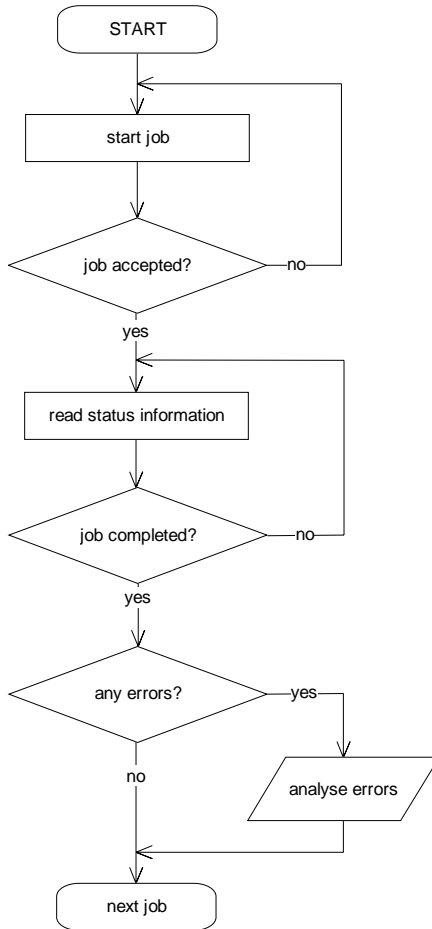 START
start job
job accepted?
no
yes
read status information
job completed?
no
yes
any errors?
yes
no
analyse errors
next job